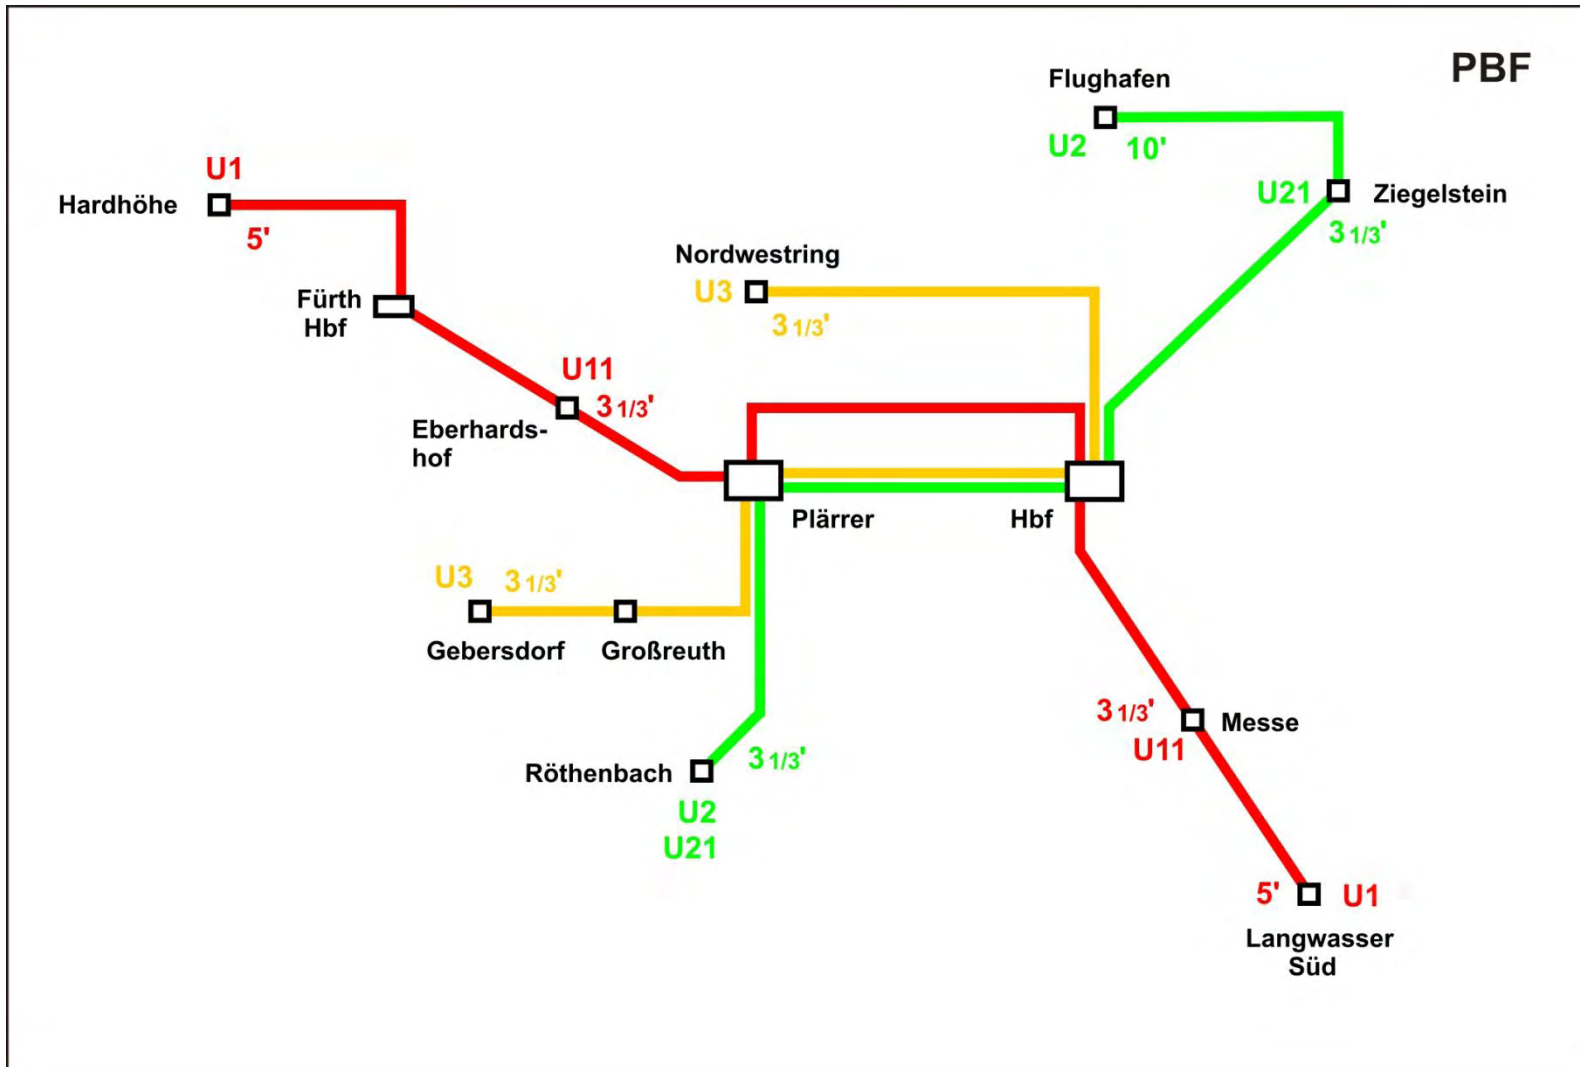 PBF
Flughafen
U2 10'
U1
Hardhöhe
5'
U21 Ziegelstein
3 1/3'
Nordwestring
U3
3 1/3'
Fürth
Hbf
U11
3 1/3'
Eberhards-
hof
Plärrer
Hbf
U3 3 1/3'
Gebersdorf
Großreuth
3 1/3'
Messe
U11
3 1/3'
Röthenbach
U2
U21
5' U1
Langwasser
Süd